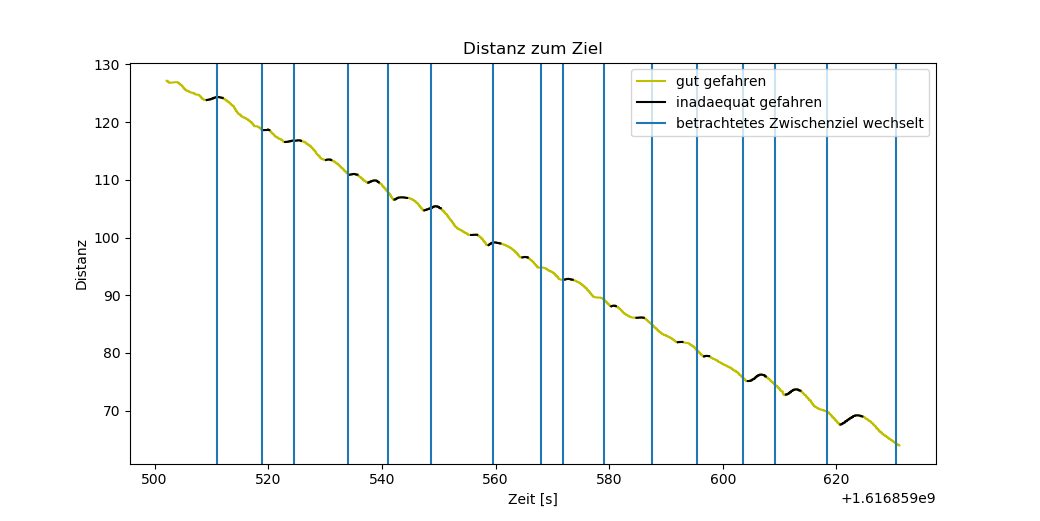 Distanz zum Ziel
gut gefahren
inadaequat gefahren
betrachtetes Zwischenziel wechselt
Distanz
130
120
110
100
90
80
70
500 520 540 560 580 600 620
Zeit [s]
+1.616859e9